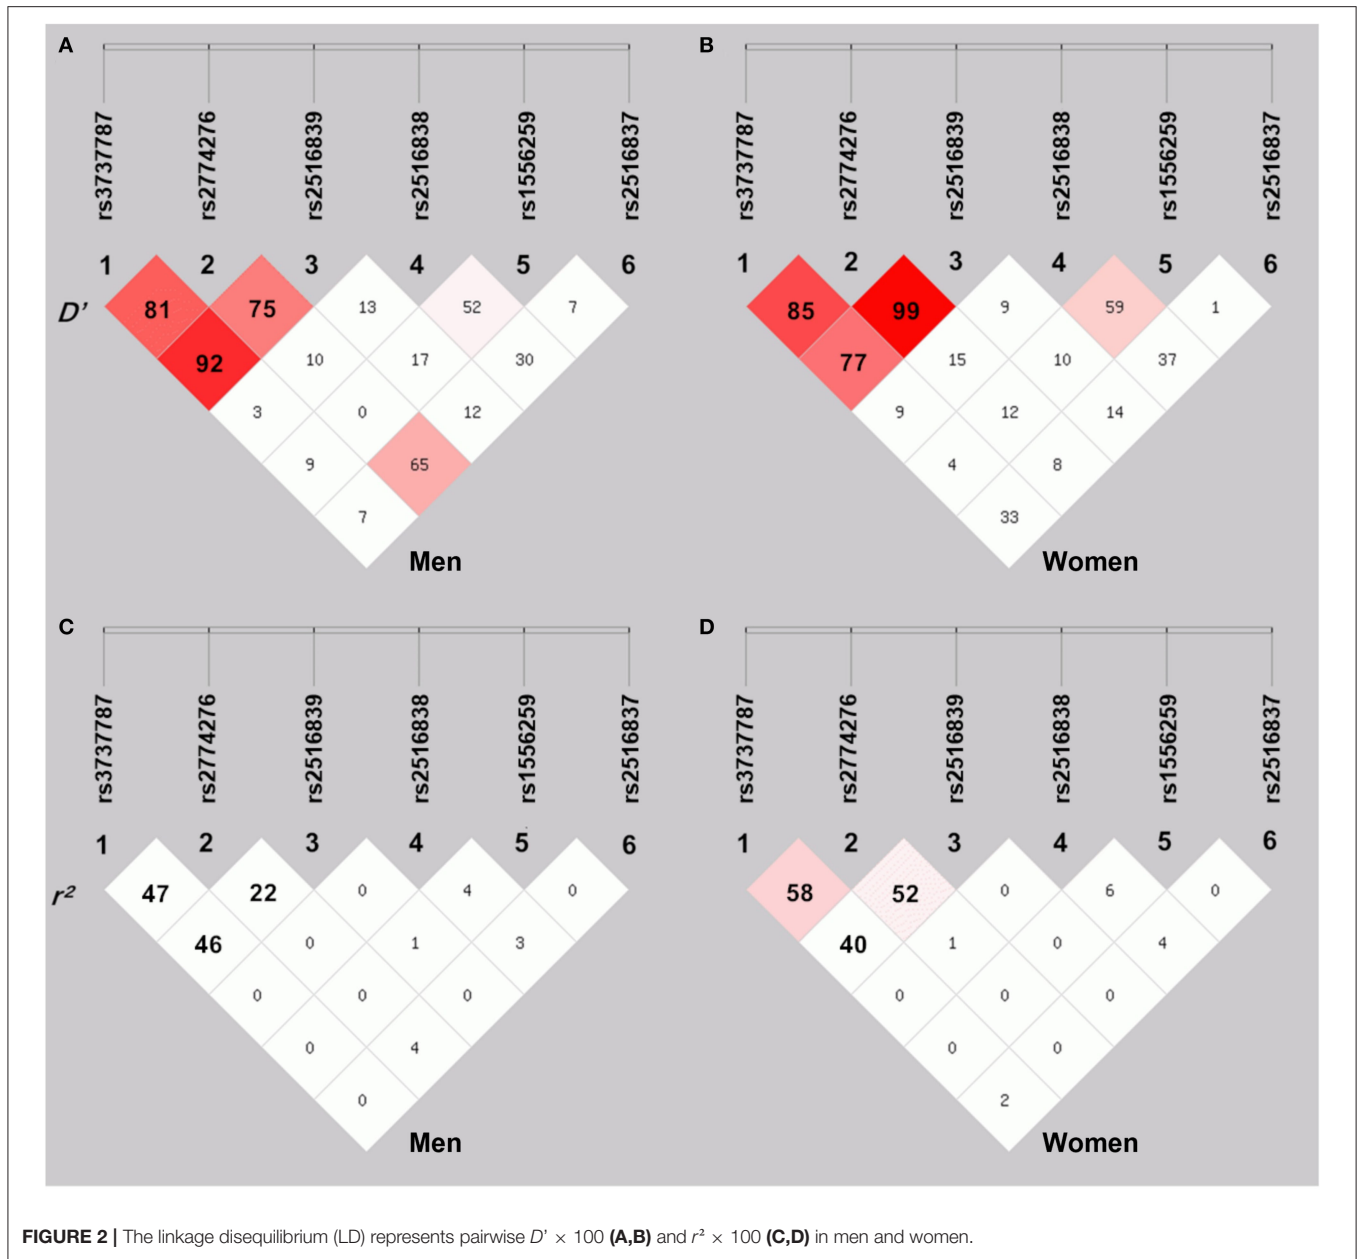 A
rs3737787 rs2774276 rs2516839 rs2516838 rs1556259 rs2516837
1 2 3 4 5 6
D’ 81 75 13 52 7
92 10 17 30
3 0 12
9 65
7
Men
B
rs3737787 rs2774276 rs2516839 rs2516838 rs1556259 rs2516837
1 2 3 4 5 6
85 99 9 59 1
77 15 10 37
9 12 14
4 8
33
Women
C
rs3737787 rs2774276 rs2516839 rs2516838 rs1556259 rs2516837
1 2 3 4 5 6
r² 47 22 0 4 0
46 0 1 3
0 0 0
0 4
0
Men
D
rs3737787 rs2774276 rs2516839 rs2516838 rs1556259 rs2516837
1 2 3 4 5 6
58 52 0 6 0
40 1 0 4
0 0 0
0 0
2
Women
FIGURE 2 | The linkage disequilibrium (LD) represents pairwise D’ × 100 (A,B) and r² × 100 (C,D) in men and women.